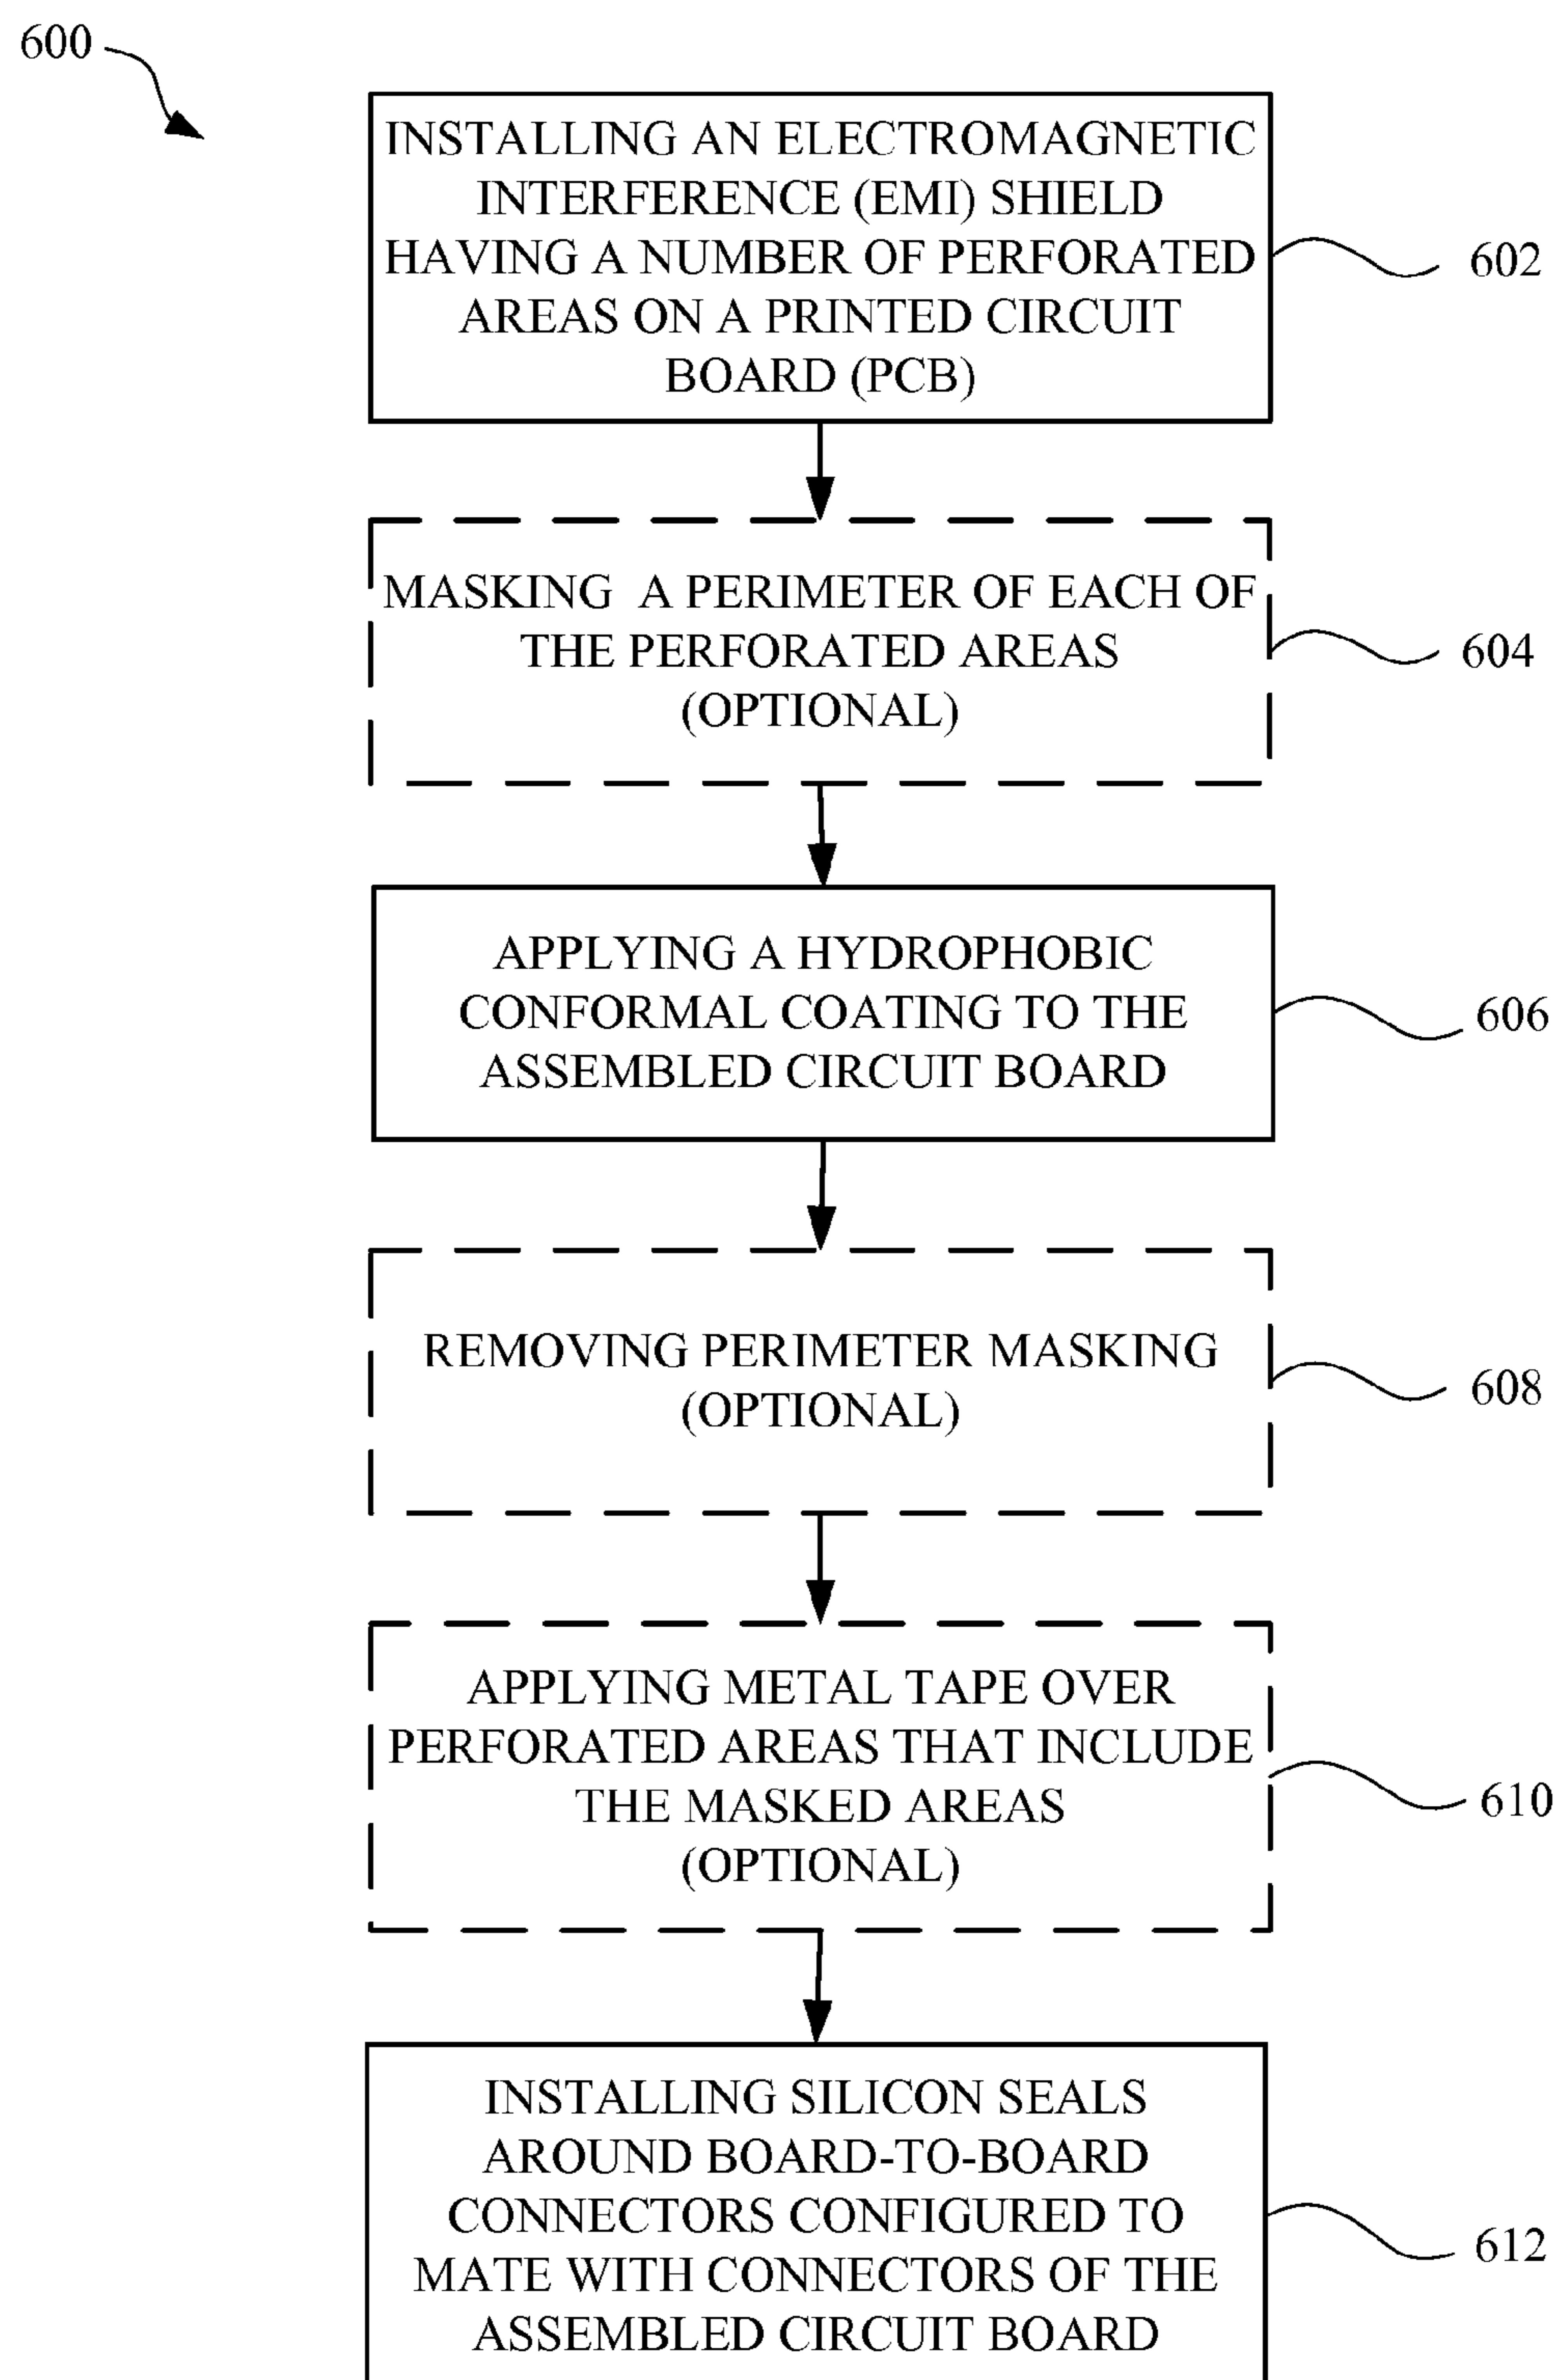 600
INSTALLING AN ELECTROMAGNETIC
INTERFERENCE (EMI) SHIELD
HAVING A NUMBER OF PERFORATED
AREAS ON A PRINTED CIRCUIT
BOARD (PCB)
602
MASKING A PERIMETER OF EACH OF
THE PERFORATED AREAS
(OPTIONAL)
604
APPLYING A HYDROPHOBIC
CONFORMAL COATING TO THE
ASSEMBLED CIRCUIT BOARD
606
REMOVING PERIMETER MASKING
(OPTIONAL)
608
APPLYING METAL TAPE OVER
PERFORATED AREAS THAT INCLUDE
THE MASKED AREAS
(OPTIONAL)
610
INSTALLING SILICON SEALS
AROUND BOARD-TO-BOARD
CONNECTORS CONFIGURED TO
MATE WITH CONNECTORS OF THE
ASSEMBLED CIRCUIT BOARD
612